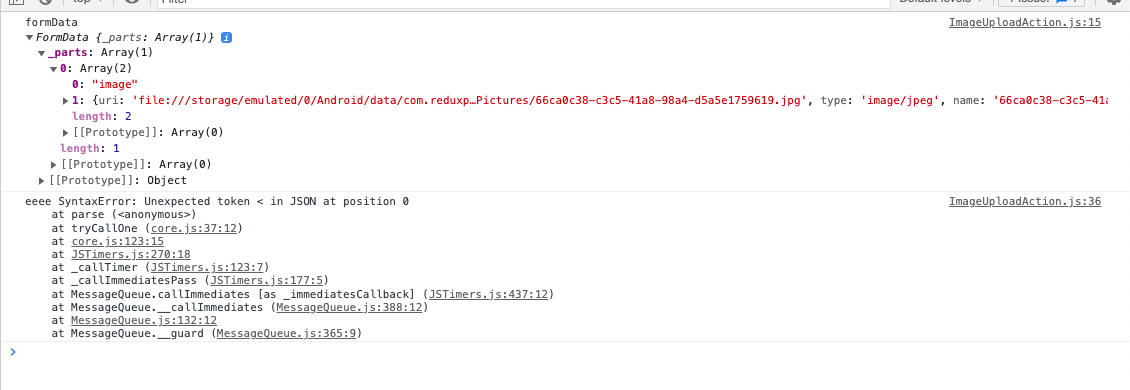 top
Filter
Default levels
1 Issue:
formData ImageUploadAction.js:15
FormData {_parts: Array(1)} i
_parts: Array(1)
0: Array(2)
0: "image"
1: {uri: 'file:///storage/emulated/0/Android/data/com.reduxp…Pictures/66ca0c38-c3c5-41a8-98a4-d5a5e1759619.jpg', type: 'image/jpeg', name: '66ca0c38-c3c5-41a
length: 2
[[Prototype]]: Array(0)
length: 1
[[Prototype]]: Array(0)
[[Prototype]]: Object
eeee SyntaxError: Unexpected token < in JSON at position 0 ImageUploadAction.js:36
at parse (<anonymous>)
at tryCallOne (core.js:37:12)
at core.js:123:15
at JSTimers.js:270:18
at _callTimer (JSTimers.js:123:7)
at _callImmediatesPass (JSTimers.js:177:5)
at MessageQueue.callImmediates [as _immediatesCallback] (JSTimers.js:437:12)
at MessageQueue.__callImmediates (MessageQueue.js:388:12)
at MessageQueue.js:132:12
at MessageQueue.__guard (MessageQueue.js:365:9)
>